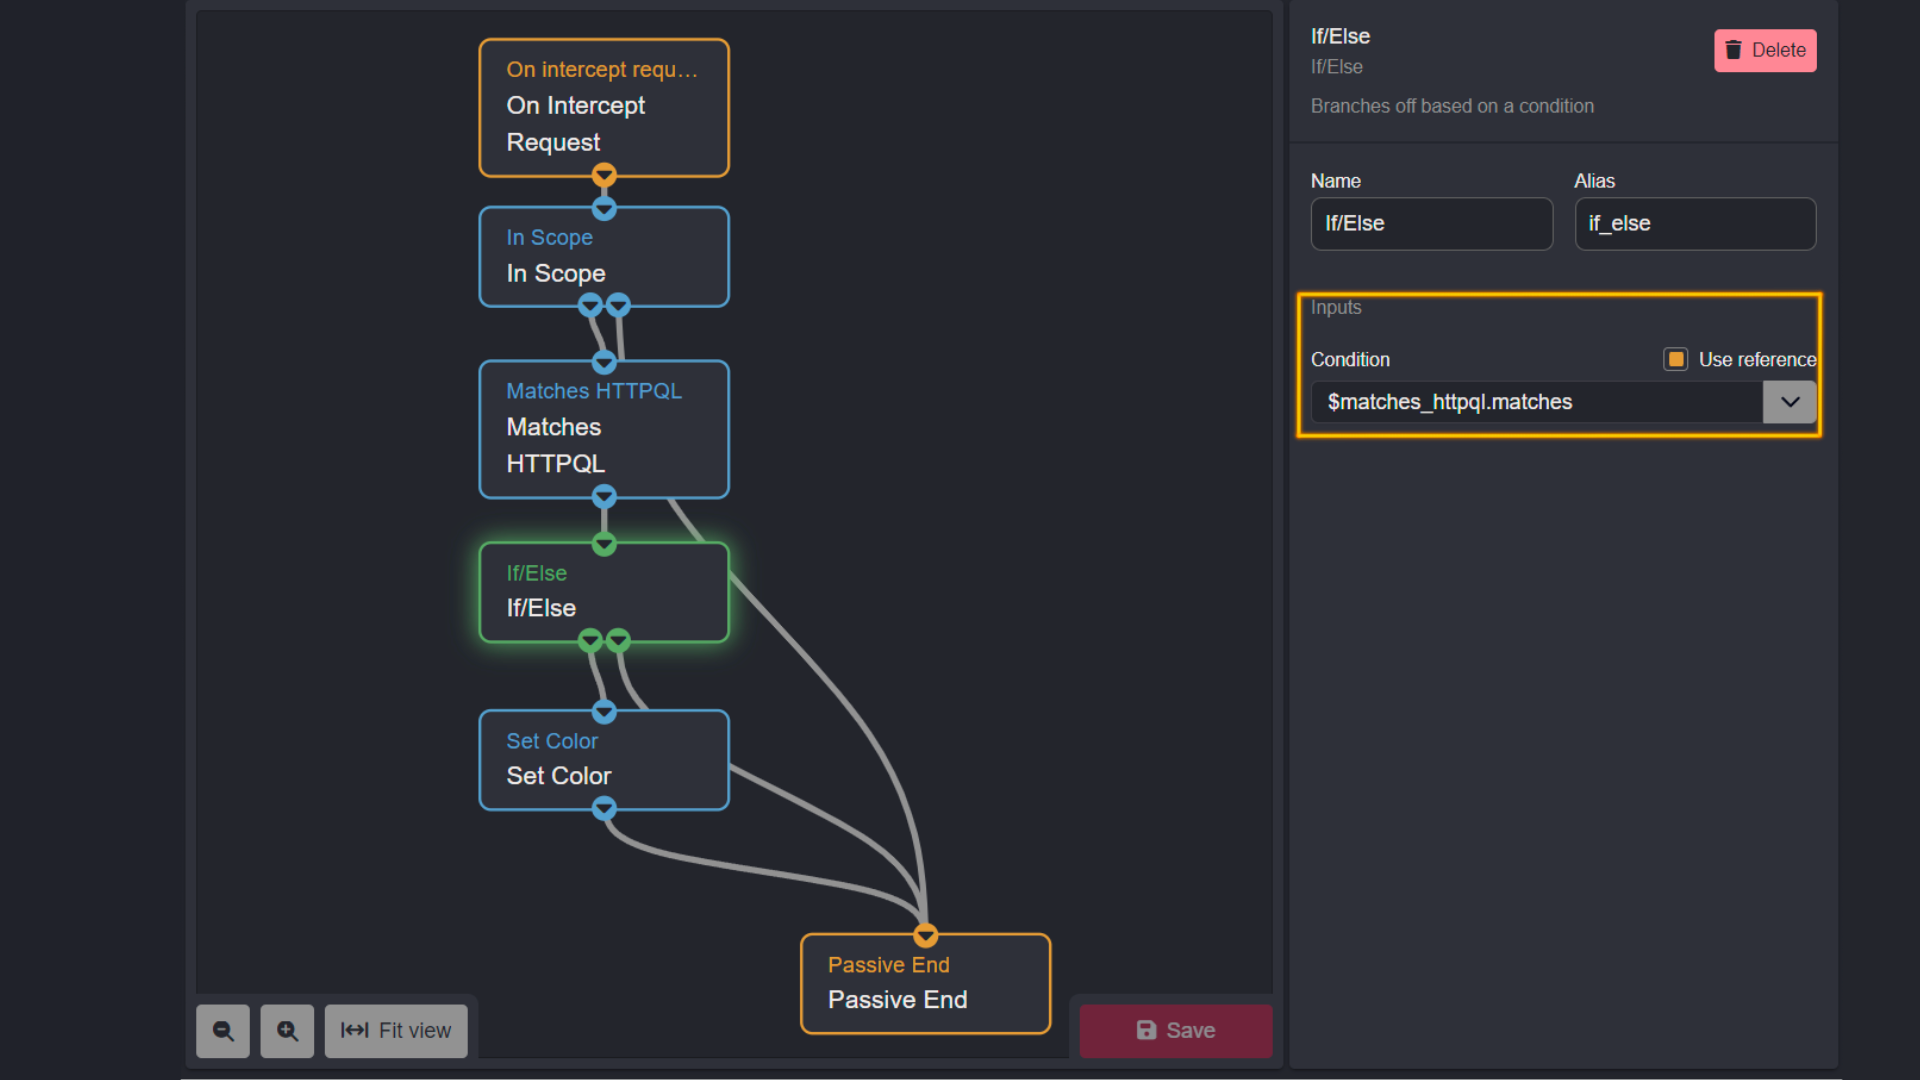 On intercept requ...
On Intercept
Request
In Scope
In Scope
Matches HTTPQL
Matches
HTTPQL
If/Else
If/Else
Set Color
Set Color
Passive End
Passive End
Fit view
Save
If/Else
If/Else
Delete
Branches off based on a condition
Name
Alias
If/Else
if_else
Inputs
Condition
Use reference
$matches_httpql.matches